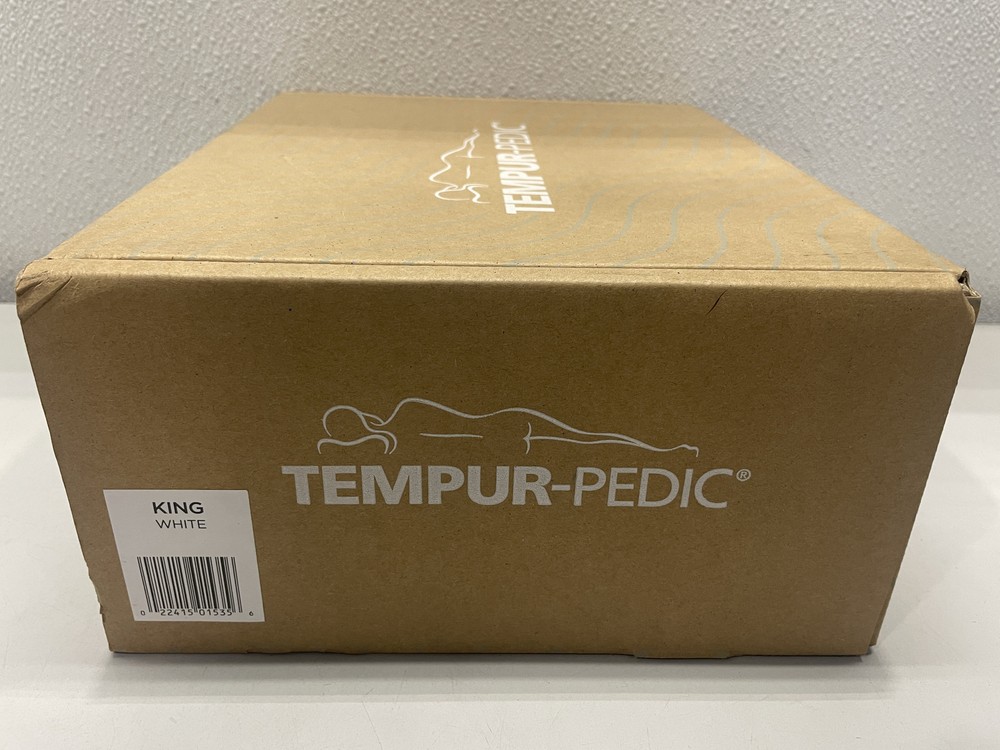 TEMPUR-PEDIC
TEMPUR-PEDIC®
KING
WHITE
0 22415 01535 6